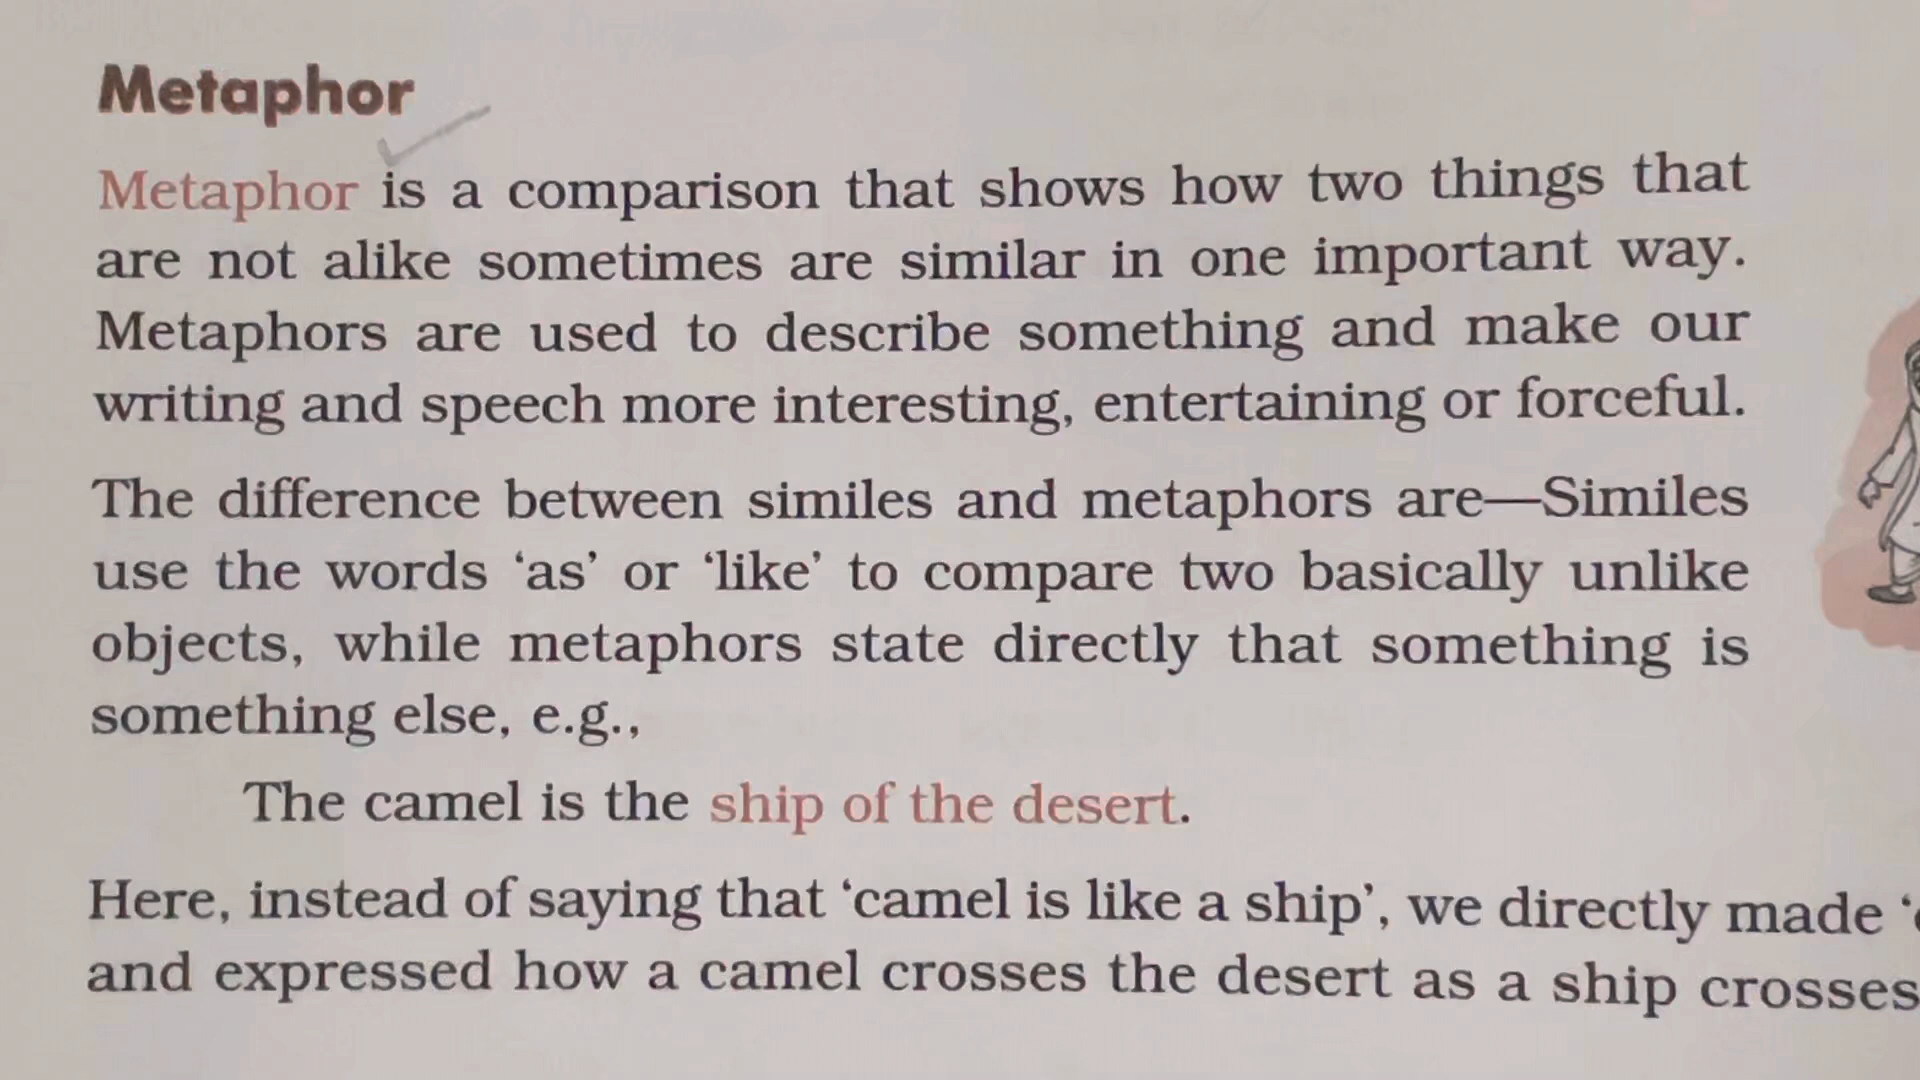 Metaphor
Metaphor is a comparison that shows how two things that
are not alike sometimes are similar in one important way.
Metaphors are used to describe something and make our
writing and speech more interesting, entertaining or forceful.
The difference between similes and metaphors are—Similes
use the words ‘as’ or ‘like’ to compare two basically unlike
objects, while metaphors state directly that something is
something else, e.g.,
The camel is the ship of the desert.
Here, instead of saying that ‘camel is like a ship’, we directly made
and expressed how a camel crosses the desert as a ship crosses